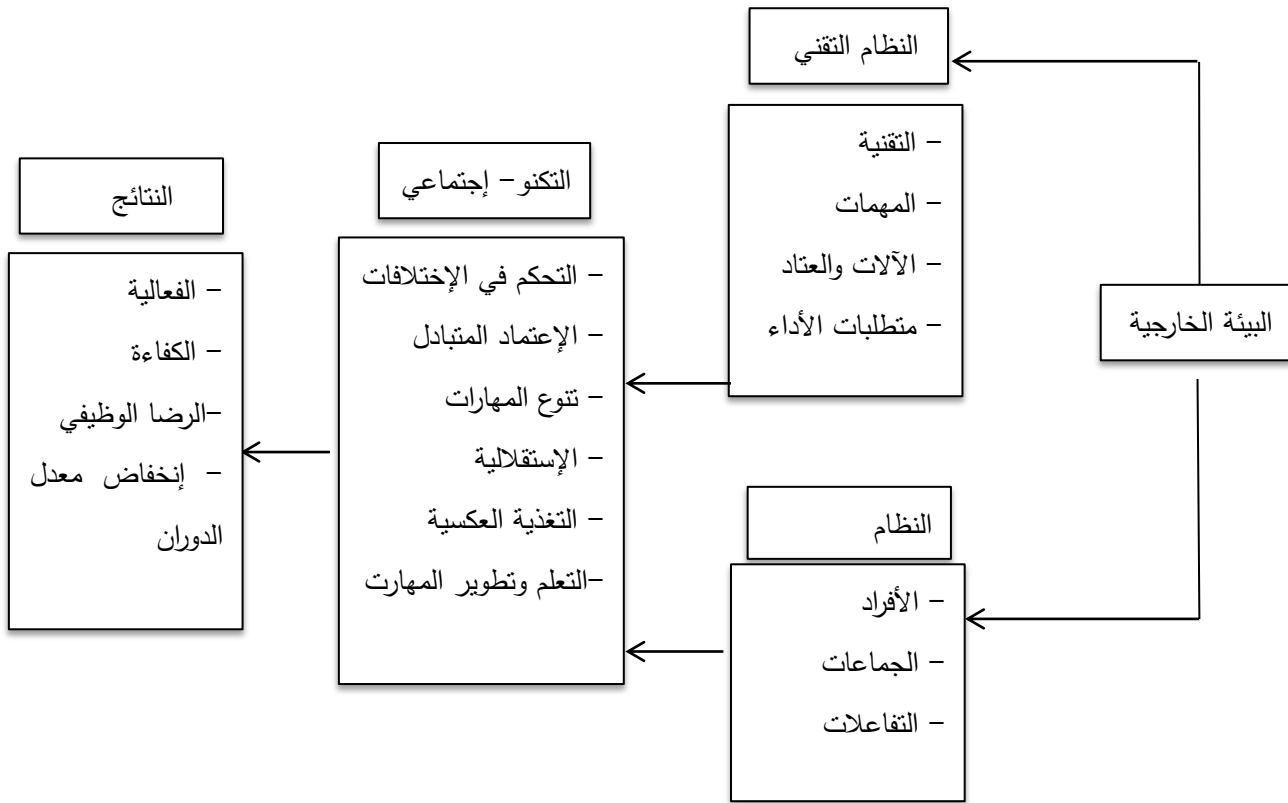 البيئة الخارجية
النظام التقني
– التقنية
– المهمات
– الآلات والعتاد
– متطلبات الأداء
النظام
– الأفراد
– الجماعات
– التفاعلات
التكنو – إجتماعي
– التحكم في الإختلافات
– الإعتماد المتبادل
– تنوع المهارات
– الإستقلالية
– التغذية العكسية
–التعلم وتطوير المهارت
النتائج
– الفعالية
– الكفاءة
–الرضا الوظيفي
– إنخفاض معدل
الدوران